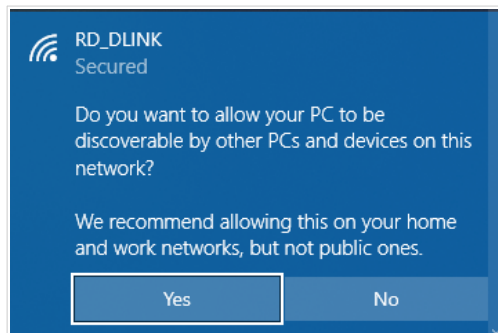 RD_DLINK
Secured
Do you want to allow your PC to be
discoverable by other PCs and devices on this
network?
We recommend allowing this on your home
and work networks, but not public ones.
Yes
No